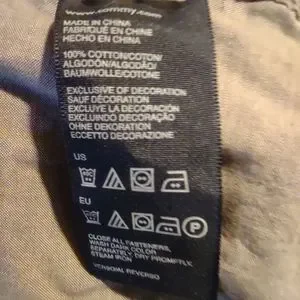 www.tommy.com
MADE IN CHINA
FABRIQUÉ EN CHINE
HECHO EN CHINA
100% COTTON/COTON/
ALGODÓN/ALGODÃO/
BAUMWOLLE/COTONE
EXCLUSIVE OF DECORATION
SAUF DÉCORATION
EXCLUYE LA DECORACIÓN
EXCLUINDO DECORAÇÃO
OHNE DEKORATION
ECCETTO DECORAZIONE
US
EU
P
CLOSE ALL FASTENERS,
WASH DARK COLOR
SEPARATELY, DRY PROMPTLY,
STEAM IRON
REVERSO